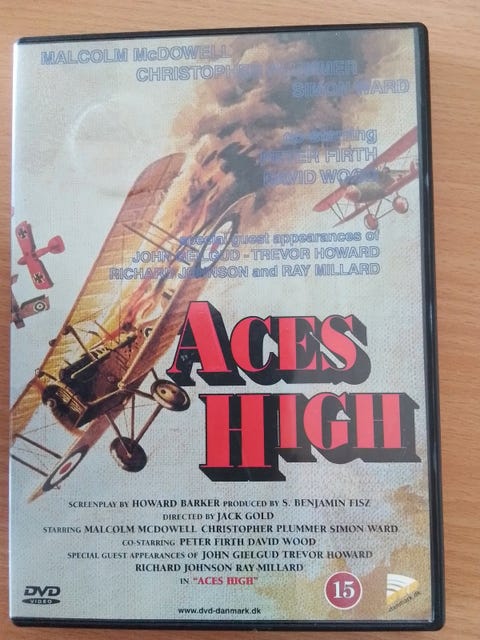 MALCOLM McDOWELL
CHRISTOPHER PLUMMER
SIMON WARD
co-starring
PETER FIRTH
DAVID WOOD
special guest appearances of
JOHN GIELGUD - TREVOR HOWARD
RICHARD JOHNSON and RAY MILLARD
ACES
HIGH
SCREENPLAY BY HOWARD BARKER PRODUCED BY S. BENJAMIN FISZ
DIRECTED BY JACK GOLD
STARRING MALCOLM MCDOWELL CHRISTOPHER PLUMMER SIMON WARD
CO-STARRING PETER FIRTH DAVID WOOD
SPECIAL GUEST APPEARANCES OF JOHN GIELGUD TREVOR HOWARD
RICHARD JOHNSON RAY MILLARD
IN "ACES HIGH"
DVD
VIDEO
www.dvd-danmark.dk
15
danmark.dk